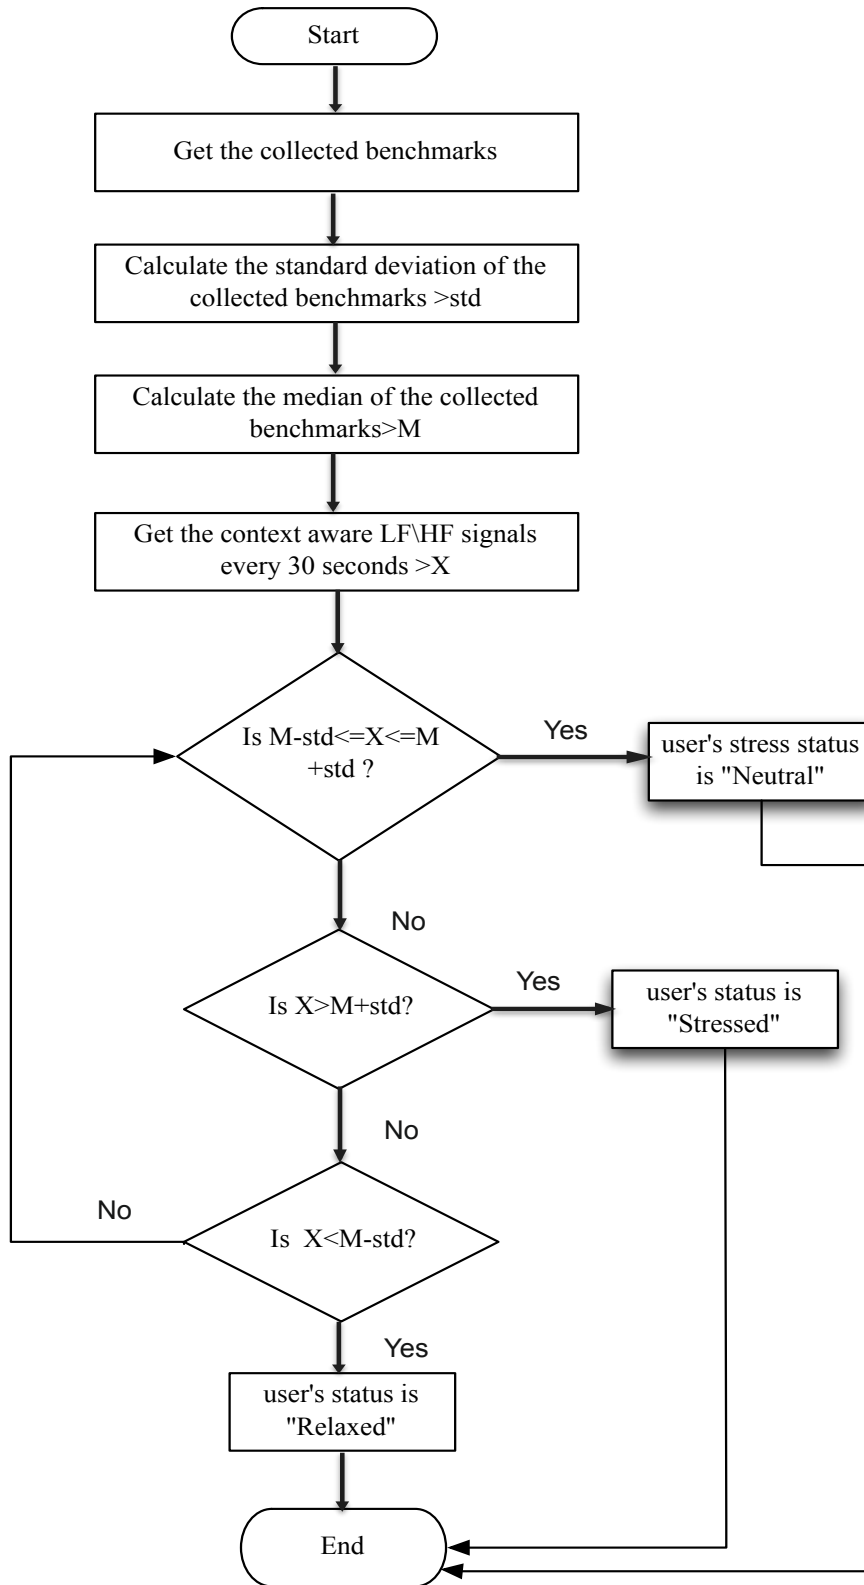 Start
Get the collected benchmarks
Calculate the standard deviation of the
collected benchmarks >std
Calculate the median of the collected
benchmarks>M
Get the context aware LF\HF signals
every 30 seconds >X
Is M-std<=X<=M
+std ?
Yes
user's stress status
is "Neutral"
No
Is X>M+std?
Yes
user's status is
"Stressed"
No
Is X<M-std?
No
Yes
user's status is
"Relaxed"
End